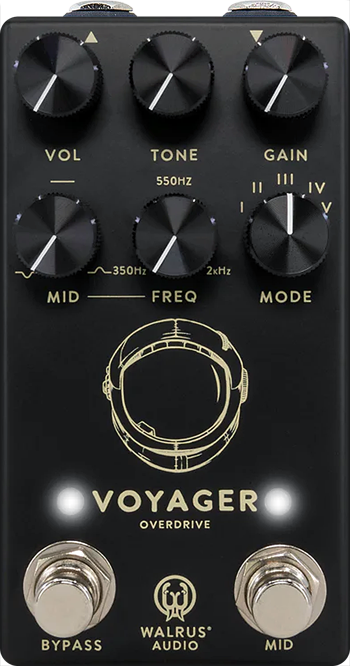 VOL TONE GAIN
550HZ
I II III IV V
350HZ 2KHZ
MID FREQ MODE
VOYAGER
OVERDRIVE
BYPASS WALRUS® AUDIO MID